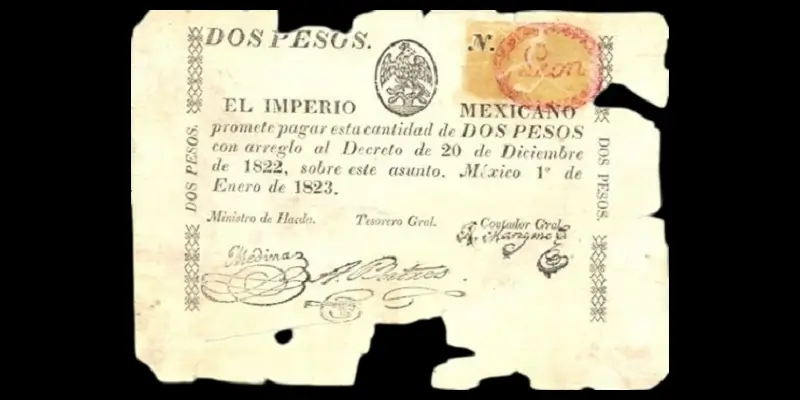 DOS PESOS.
N.
Leon
EL IMPERIO MEXICANO
promete pagar esta cantidad de DOS PESOS
con arreglo al Decreto de 20 de Diciembre
de 1822, sobre este asunto. México 1º de
Enero de 1823.
Ministro de Hacda. Tesorero Gral. Contador Gral.
Medina
DOS PESOS.
DOS PESOS.